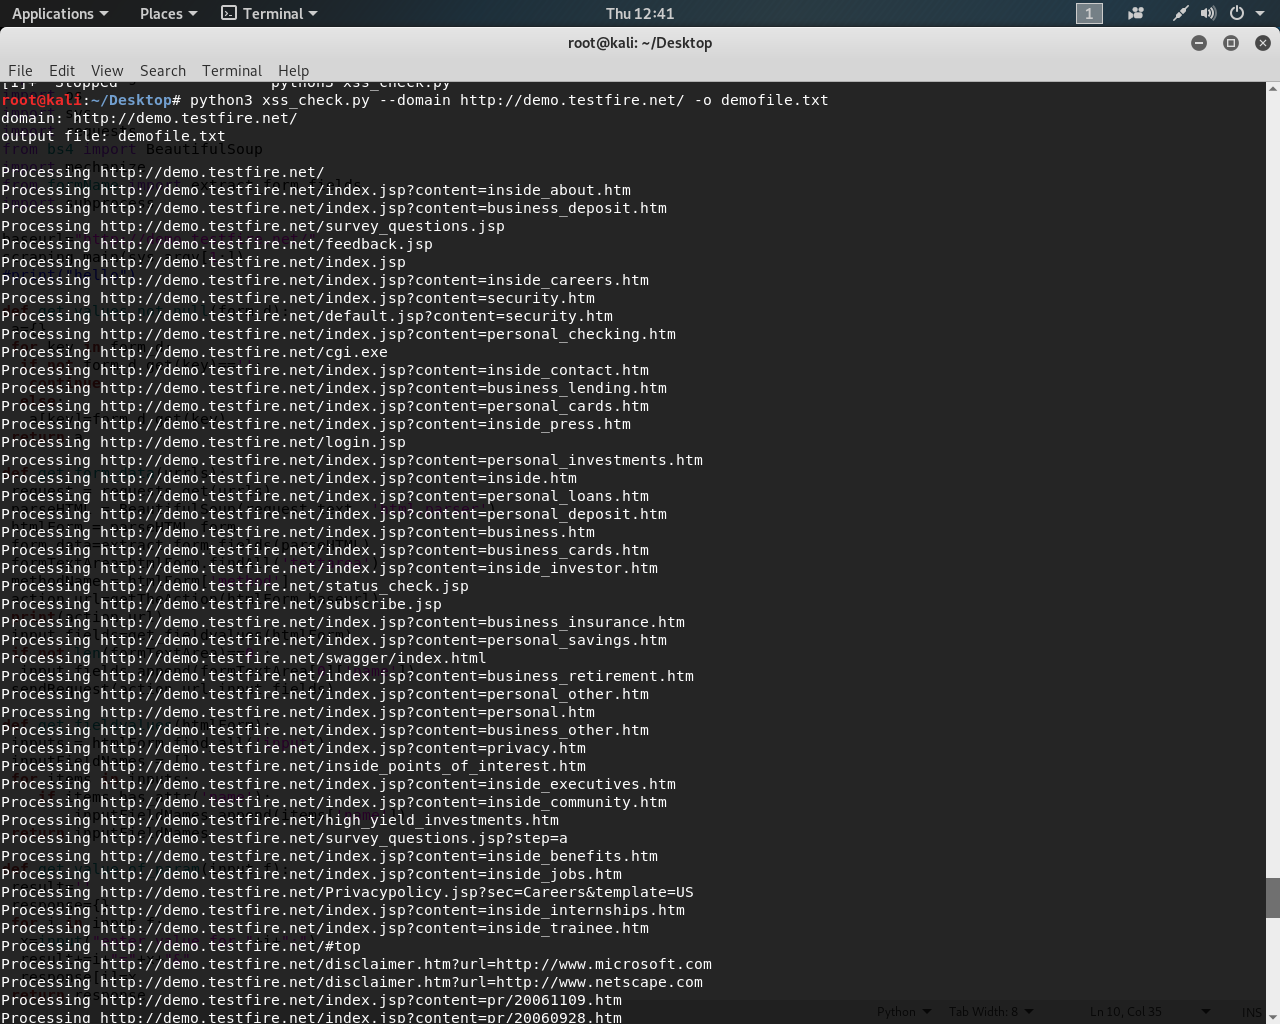 Applications Places Terminal Thu 12:41 1
root@kali: ~/Desktop
File Edit View Search Terminal Help
[1]+ Stopped python3 xss_check.py
root@kali:~/Desktop# python3 xss_check.py --domain http://demo.testfire.net/ -o demofile.txt
domain: http://demo.testfire.net/
output file: demofile.txt
from bs4 import BeautifulSoup
Processing http://demo.testfire.net/
Processing http://demo.testfire.net/index.jsp?content=inside_about.htm
Processing http://demo.testfire.net/index.jsp?content=business_deposit.htm
Processing http://demo.testfire.net/survey_questions.jsp
Processing http://demo.testfire.net/feedback.jsp
Processing http://demo.testfire.net/index.jsp
Processing http://demo.testfire.net/index.jsp?content=inside_careers.htm
Processing http://demo.testfire.net/index.jsp?content=security.htm
Processing http://demo.testfire.net/default.jsp?content=security.htm
Processing http://demo.testfire.net/index.jsp?content=personal_checking.htm
Processing http://demo.testfire.net/cgi.exe
Processing http://demo.testfire.net/index.jsp?content=inside_contact.htm
Processing http://demo.testfire.net/index.jsp?content=business_lending.htm
Processing http://demo.testfire.net/index.jsp?content=personal_cards.htm
Processing http://demo.testfire.net/index.jsp?content=inside_press.htm
Processing http://demo.testfire.net/login.jsp
Processing http://demo.testfire.net/index.jsp?content=personal_investments.htm
Processing http://demo.testfire.net/index.jsp?content=inside.htm
Processing http://demo.testfire.net/index.jsp?content=personal_loans.htm
Processing http://demo.testfire.net/index.jsp?content=personal_deposit.htm
Processing http://demo.testfire.net/index.jsp?content=business.htm
Processing http://demo.testfire.net/index.jsp?content=business_cards.htm
Processing http://demo.testfire.net/index.jsp?content=inside_investor.htm
Processing http://demo.testfire.net/status_check.jsp
Processing http://demo.testfire.net/subscribe.jsp
Processing http://demo.testfire.net/index.jsp?content=business_insurance.htm
Processing http://demo.testfire.net/index.jsp?content=personal_savings.htm
Processing http://demo.testfire.net/swagger/index.html
Processing http://demo.testfire.net/index.jsp?content=business_retirement.htm
Processing http://demo.testfire.net/index.jsp?content=personal_other.htm
Processing http://demo.testfire.net/index.jsp?content=personal.htm
Processing http://demo.testfire.net/index.jsp?content=business_other.htm
Processing http://demo.testfire.net/index.jsp?content=privacy.htm
Processing http://demo.testfire.net/inside_points_of_interest.htm
Processing http://demo.testfire.net/index.jsp?content=inside_executives.htm
Processing http://demo.testfire.net/index.jsp?content=inside_community.htm
Processing http://demo.testfire.net/high_yield_investments.htm
Processing http://demo.testfire.net/survey_questions.jsp?step=a
Processing http://demo.testfire.net/index.jsp?content=inside_benefits.htm
Processing http://demo.testfire.net/index.jsp?content=inside_jobs.htm
Processing http://demo.testfire.net/Privacypolicy.jsp?sec=Careers&template=US
Processing http://demo.testfire.net/index.jsp?content=inside_internships.htm
Processing http://demo.testfire.net/index.jsp?content=inside_trainee.htm
Processing http://demo.testfire.net/#top
Processing http://demo.testfire.net/disclaimer.htm?url=http://www.microsoft.com
Processing http://demo.testfire.net/disclaimer.htm?url=http://www.netscape.com
Processing http://demo.testfire.net/index.jsp?content=pr/20061109.htm
Processing http://demo.testfire.net/index.jsp?content=pr/20060928.htm
Python Tab Width: 8 Ln 10, Col 35 INS